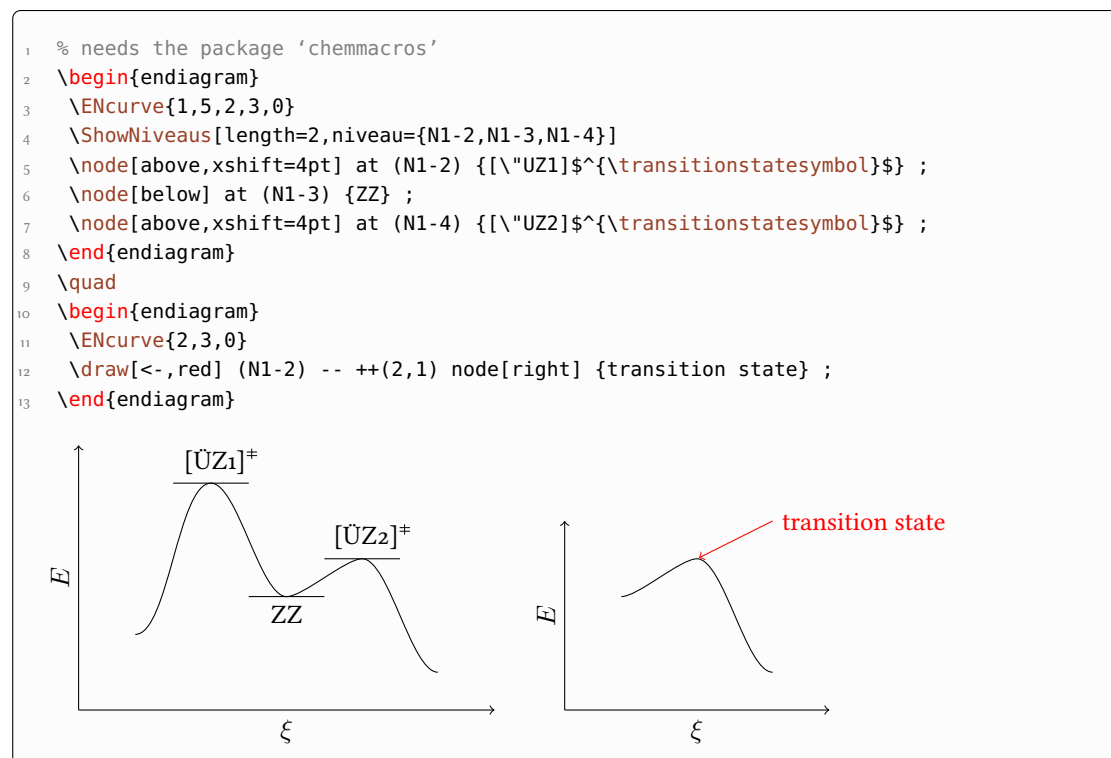 1 % needs the package ‘chemmacros’
2 \begin{endiagram}
3 \ENcurve{1,5,2,3,0}
4 \ShowNiveaus[length=2,niveau={N1-2,N1-3,N1-4}]
5 \node[above,xshift=4pt] at (N1-2) {[\"UZ1]$^{\transitionstatesymbol}$} ;
6 \node[below] at (N1-3) {ZZ} ;
7 \node[above,xshift=4pt] at (N1-4) {[\"UZ2]$^{\transitionstatesymbol}$} ;
8 \end{endiagram}
9 \quad
10 \begin{endiagram}
11 \ENcurve{2,3,0}
12 \draw[<-,red] (N1-2) -- ++(2,1) node[right] {transition state} ;
13 \end{endiagram}
[ÜZ1]⧧
[ÜZ2]⧧
ZZ
E
ξ
transition state
E
ξ